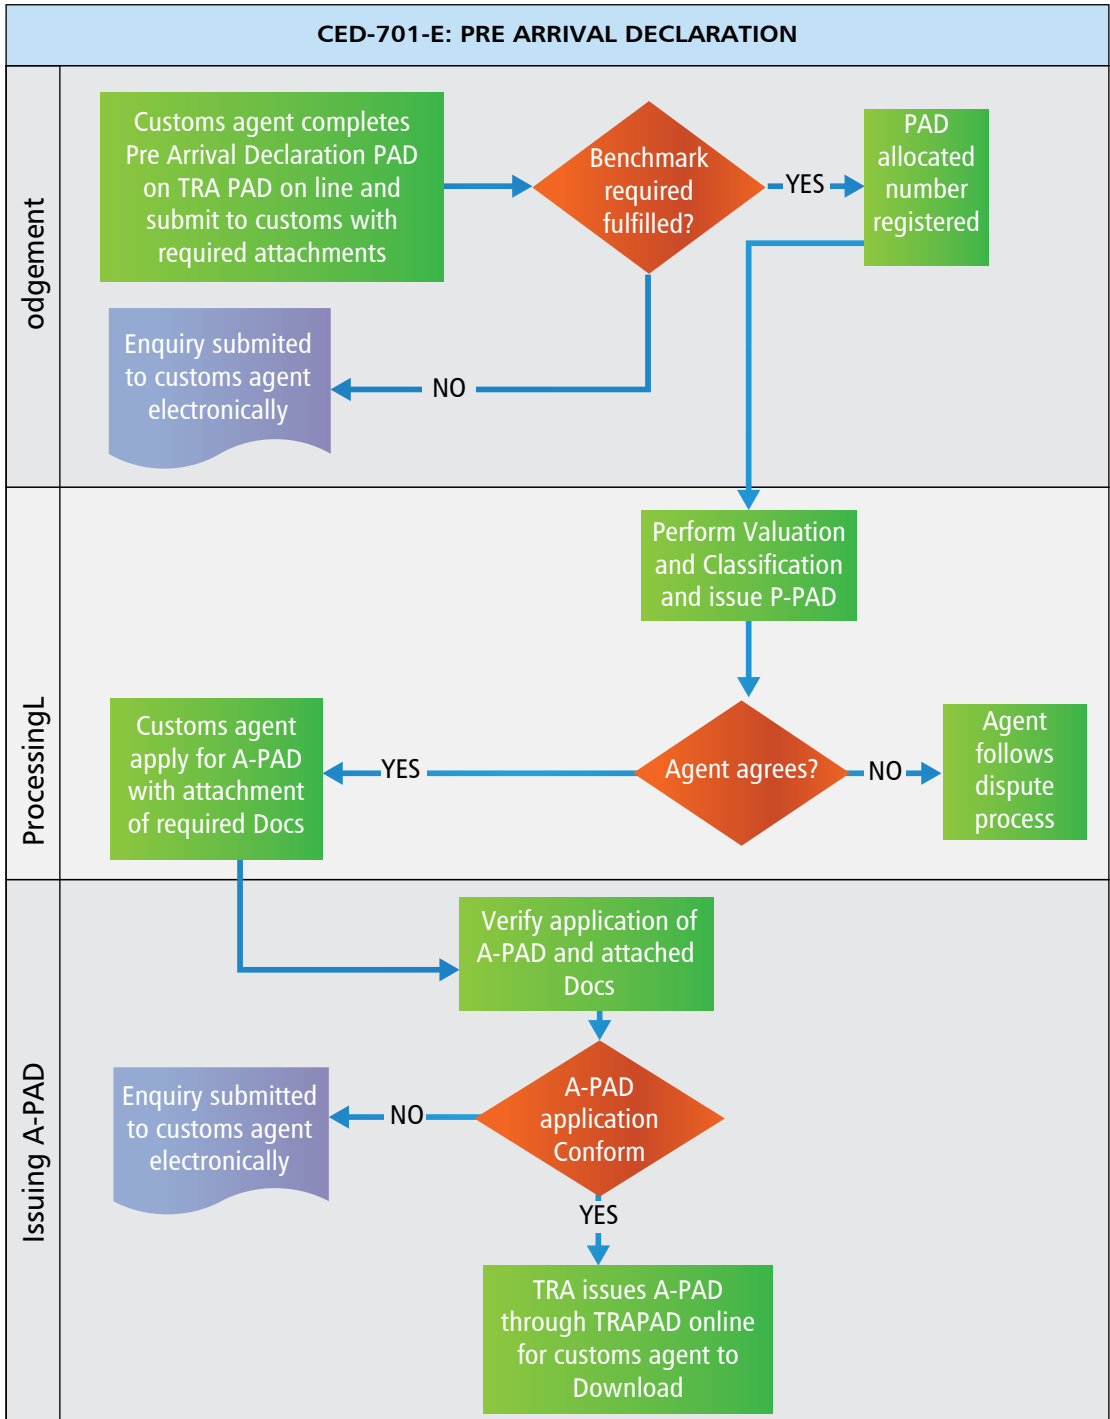 CED-701-E: PRE ARRIVAL DECLARATION
odgement
Customs agent completes
Pre Arrival Declaration PAD
on TRA PAD on line and
submit to customs with
required attachments
Benchmark
required
fulfilled?
YES
PAD
allocated
number
registered
Enquiry submited
to customs agent
electronically
NO
ProcessingL
Perform Valuation
and Classification
and issue P-PAD
Customs agent
apply for A-PAD
with attachment
of required Docs
YES
Agent agrees?
NO
Agent
follows
dispute
process
Issuing A-PAD
Verify application of
A-PAD and attached
Docs
Enquiry submitted
to customs agent
electronically
NO
A-PAD
application
Conform
YES
TRA issues A-PAD
through TRAPAD online
for customs agent to
Download